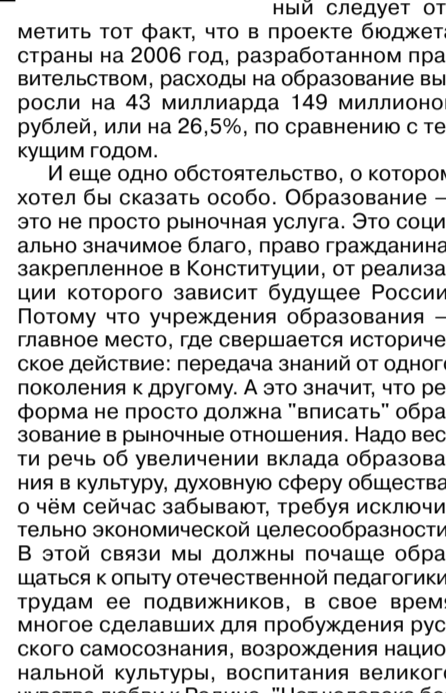 ный следует от
метить тот факт, что в проекте бюджет
страны на 2006 год, разработанном пра
вительством, расходы на образование вы
росли на 43 миллиарда 149 миллионо
рублей, или на 26,5%, по сравнению с те
кущим годом.
И еще одно обстоятельство, о котором
хотел бы сказать особо. Образование –
это не просто рыночная услуга. Это соци
ально значимое благо, право гражданина
закрепленное в Конституции, от реализа
ции которого зависит будущее России
Потому что учреждения образования –
главное место, где свершается историче
ское действие: передача знаний от одног
поколения к другому. А это значит, что ре
форма не просто должна "вписать" обра
зование в рыночные отношения. Надо вес
ти речь об увеличении вклада образова
ния в культуру, духовную сферу общества
о чём сейчас забывают, требуя исключи
тельно экономической целесообразности
В этой связи мы должны почаще обра
щаться к опыту отечественной педагогики
трудам ее подвижников, в свое время
многое сделавших для пробуждения рус
ского самосознания, возрождения нацио
нальной культуры, воспитания великог